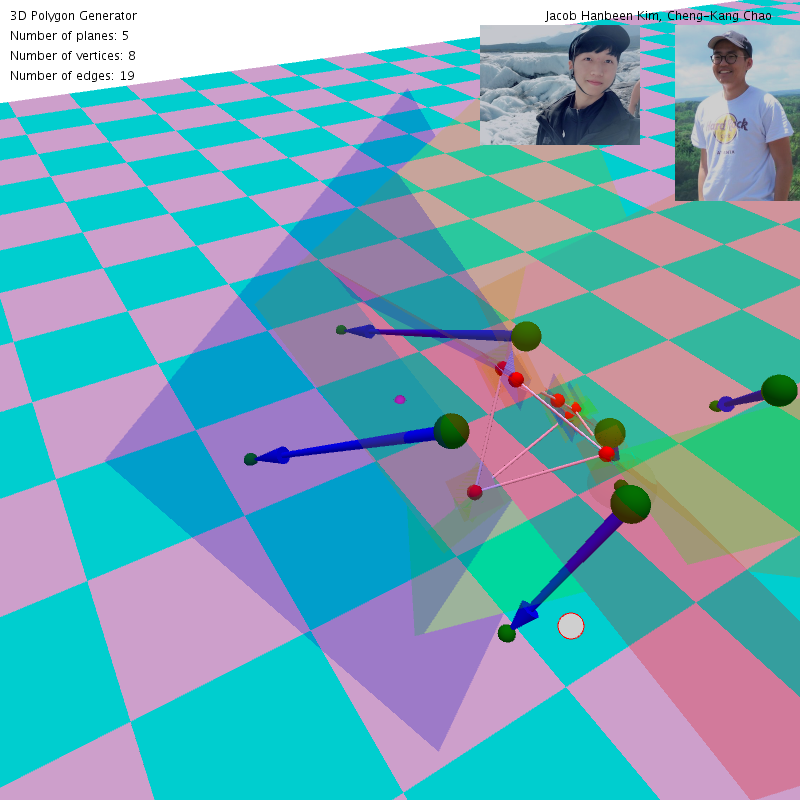 3D Polygon Generator
Jacob Hanbeen Kim, Cheng-Kang Chao
Number of planes: 5
Number of vertices: 8
Number of edges: 19